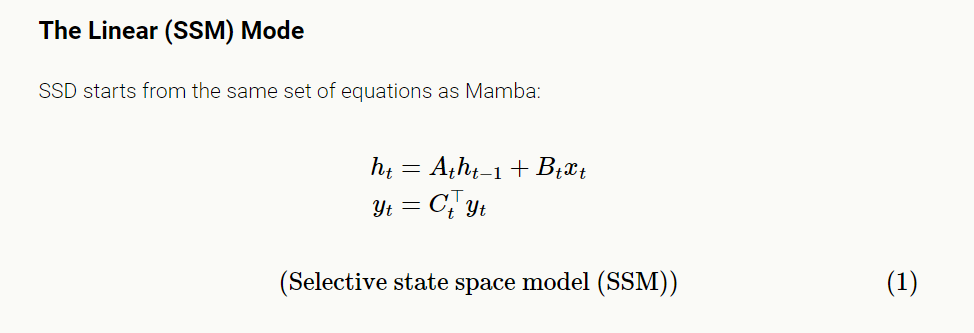 The Linear (SSM) Mode
SSD starts from the same set of equations as Mamba:
h_t = A_t h_{t−1} + B_t x_t
y_t = C_t^⊤ y_t
(Selective state space model (SSM)) (1)